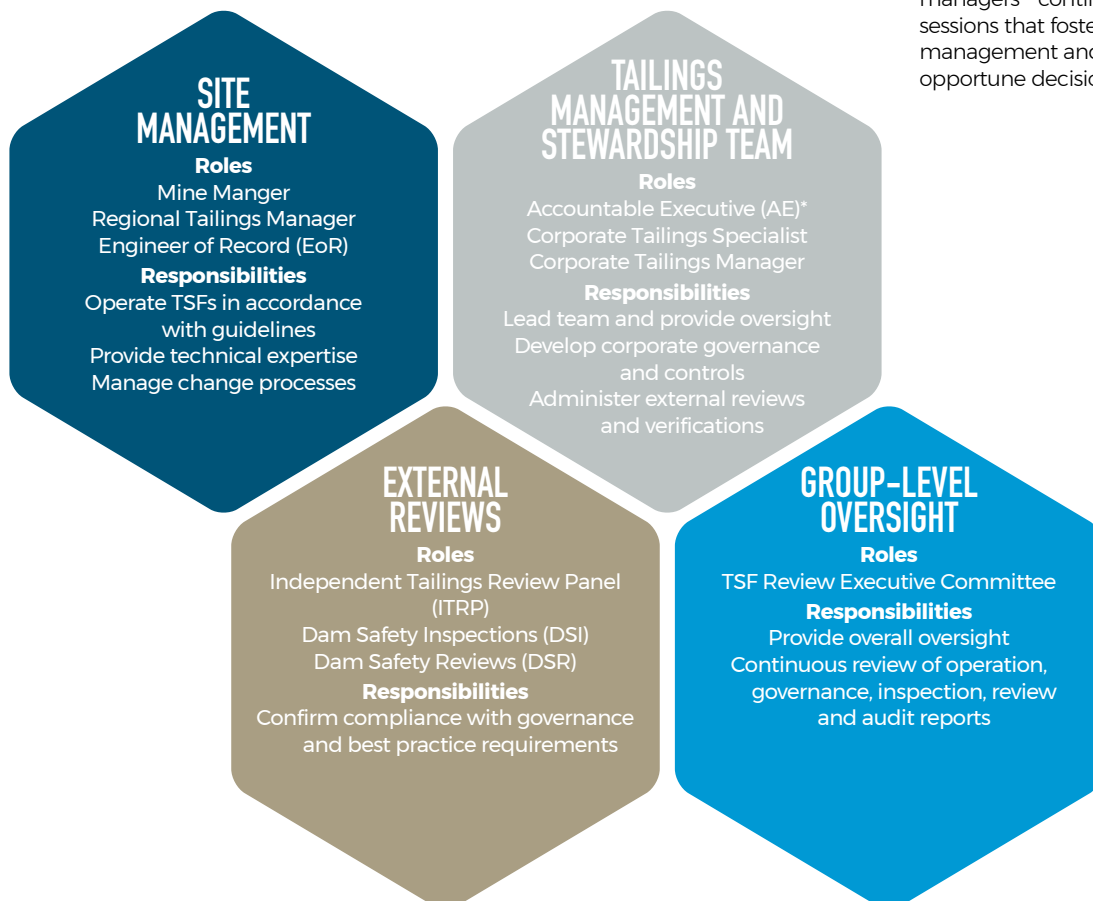 managers continu
sessions that foste
management and
opportune decisio
SITE
MANAGEMENT
Roles
Mine Manger
Regional Tailings Manager
Engineer of Record (EoR)
Responsibilities
Operate TSFs in accordance
with guidelines
Provide technical expertise
Manage change processes
TAILINGS
MANAGEMENT AND
STEWARDSHIP TEAM
Roles
Accountable Executive (AE)*
Corporate Tailings Specialist
Corporate Tailings Manager
Responsibilities
Lead team and provide oversight
Develop corporate governance
and controls
Administer external reviews
and verifications
EXTERNAL
REVIEWS
Roles
Independent Tailings Review Panel
(ITRP)
Dam Safety Inspections (DSI)
Dam Safety Reviews (DSR)
Responsibilities
Confirm compliance with governance
and best practice requirements
GROUP-LEVEL
OVERSIGHT
Roles
TSF Review Executive Committee
Responsibilities
Provide overall oversight
Continuous review of operation,
governance, inspection, review
and audit reports